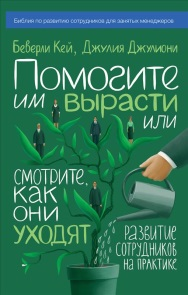 Библия по развитию сотрудников для занятых менеджеров
Беверли Кей, Джулия Джулиони
Помогите
им вырасти
или
смотрите,
как
они
уходят
развитие
сотрудников
на практике